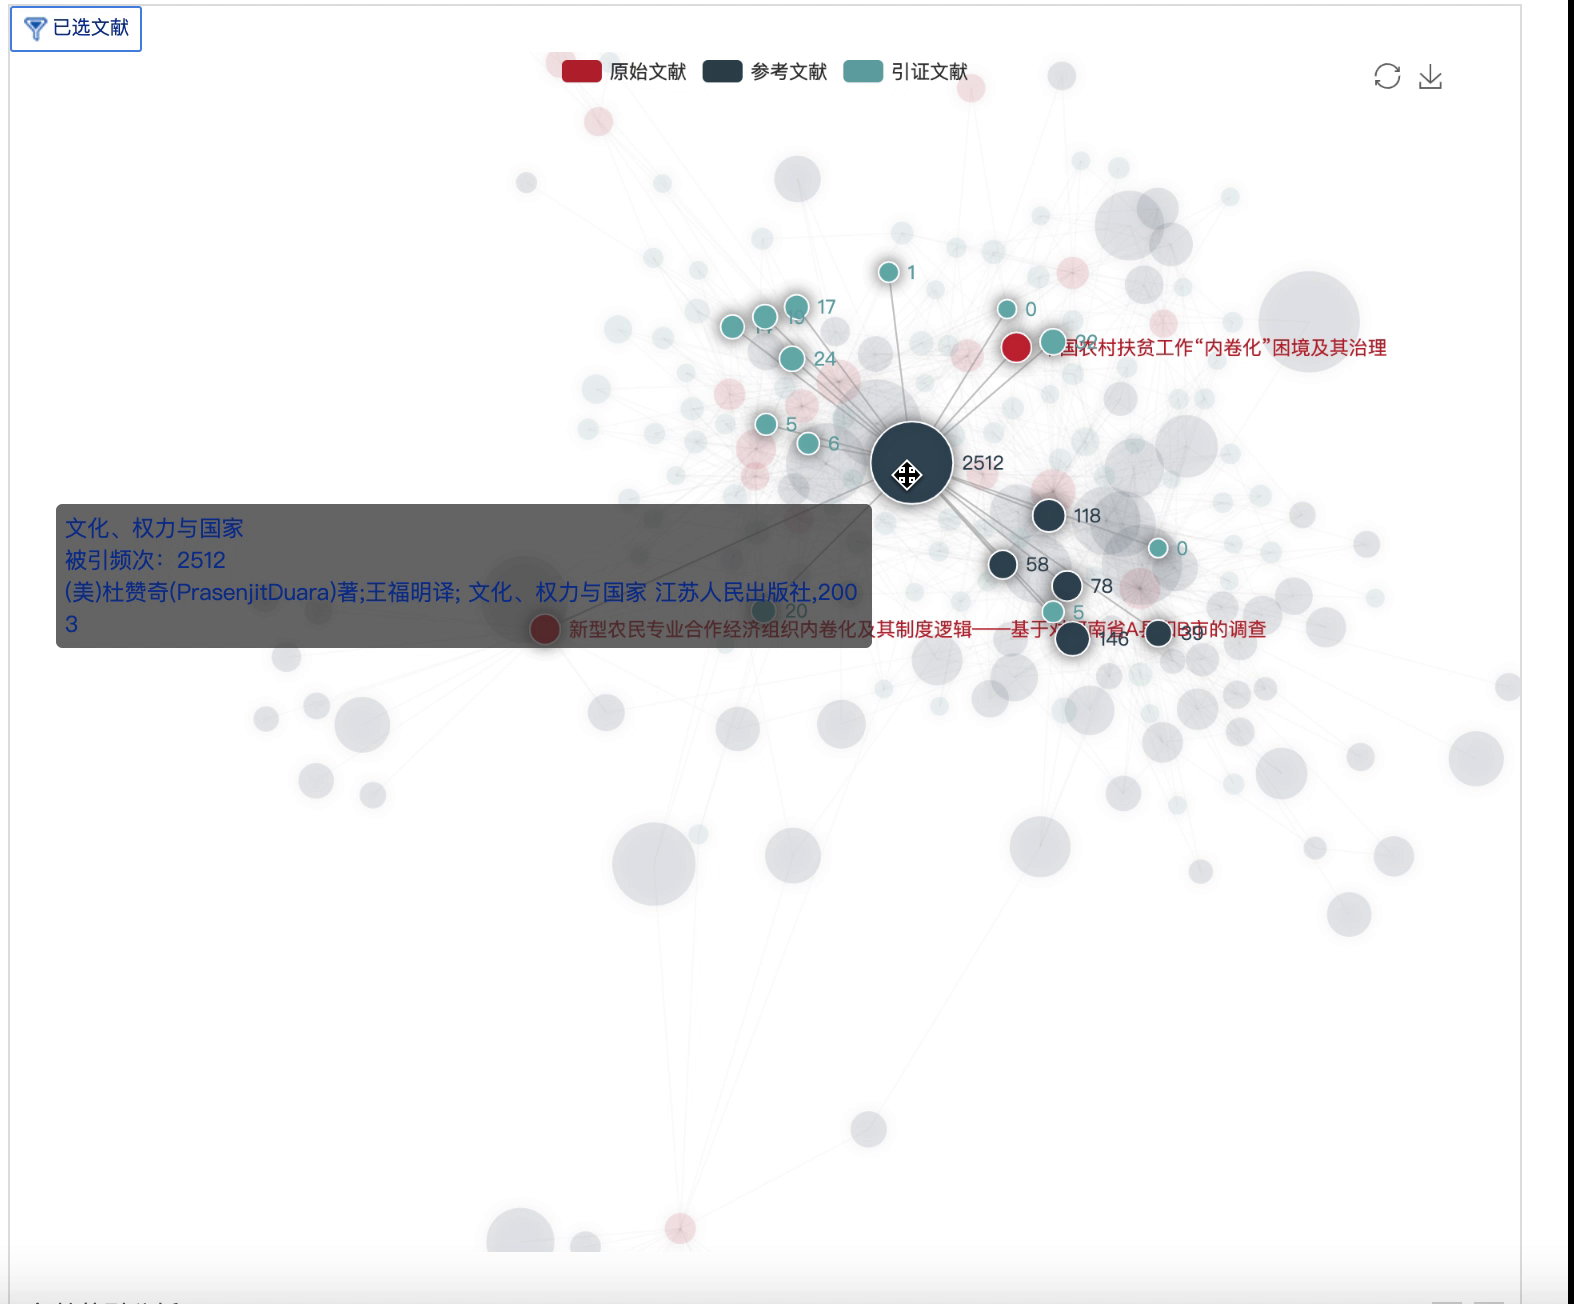 已选文献
原始文献
参考文献
引证文献
1
17
0
24
国农村扶贫工作“内卷化”困境及其治理
5
6
2512
118
0
58
78
文化、权力与国家
被引频次：2512
(美)杜赞奇(PrasenjitDuara)著;王福明译; 文化、权力与国家 江苏人民出版社,200
3
20
5
新型农民专业合作经济组织内卷化及其制度逻辑——基于对
南省A县
市的调查
146
39